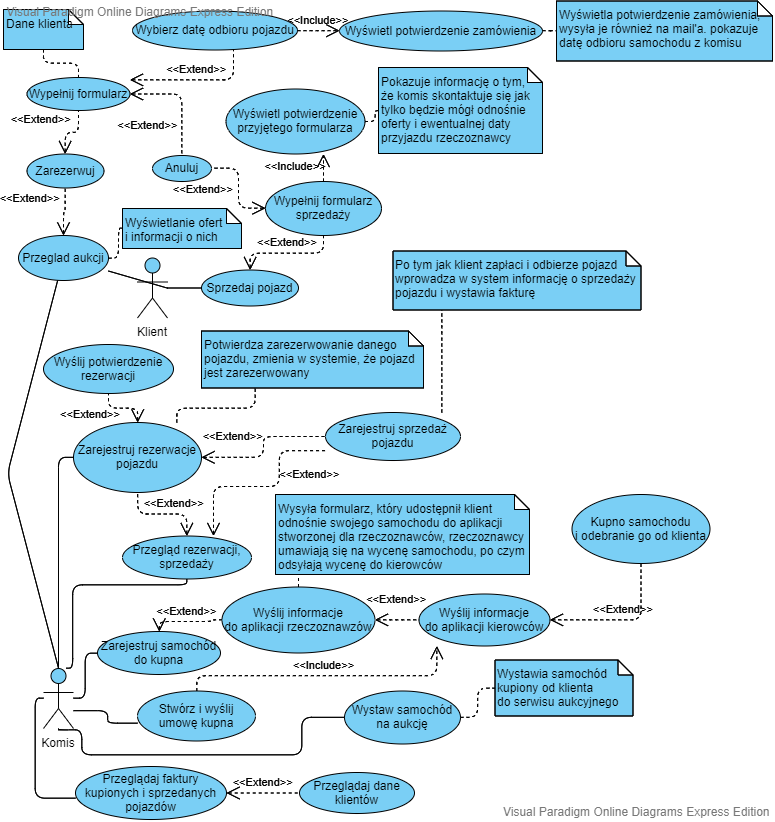 Visual Paradigm Online Diagrams Express Edition
Dane klienta
Wybierz datę odbioru pojazdu
<<Include>>
Wyświetl potwierdzenie zamówienia
Wyświetla potwierdzenie zamówienia,
wysyła je również na mail'a. pokazuje
datę odbioru samochodu z komisu
<<Extend>>
Wypełnij formularz
<<Extend>>
<<Extend>>
Wyświetl potwierdzenie
przyjętego formularza
Pokazuje informację o tym,
że komis skontaktuje się jak
tylko będzie mógł odnośnie
oferty i ewentualnej daty
przyjazdu rzeczoznawcy
Zarezerwuj
Anuluj
<<Include>>
<<Extend>>
<<Extend>>
Wypełnij formularz
sprzedaży
Wyświetlanie ofert
i informacji o nich
<<Extend>>
Przeglad aukcji
Klient
Sprzedaj pojazd
Po tym jak klient zapłaci i odbierze pojazd
wprowadza w system informację o sprzedaży
pojazdu i wystawia fakturę
Wyślij potwierdzenie
rezerwacji
Potwierdza zarezerwowanie danego
pojazdu, zmienia w systemie, że pojazd
jest zarezerwowany
<<Extend>>
Zarejestruj rezerwacje
pojazdu
<<Extend>>
Zarejestruj sprzedaż
pojazdu
<<Extend>>
<<Extend>>
Przegląd rezerwacji,
sprzedaży
Wysyła formularz, który udostępnił klient
odnośnie swojego samochodu do aplikacji
stworzonej dla rzeczoznawców, rzeczoznawcy
umawiają się na wycenę samochodu, po czym
odsyłają wycenę do kierowców
Kupno samochodu
i odebranie go od klienta
<<Extend>>
<<Extend>>
<<Extend>>
Wyślij informacje
do aplikacji rzeczoznawzów
Wyślij informacje
do aplikacji kierowców
Zarejestruj samochód
do kupna
<<Include>>
Wystawia samochód
kupiony od klienta
do serwisu aukcyjnego
Stwórz i wyślij
umowę kupna
Wystaw samochód
na aukcję
Komis
Przeglądaj faktury
kupionych i sprzedanych
pojazdów
<<Extend>>
Przeglądaj dane
klientów
Visual Paradigm Online Diagrams Express Edition